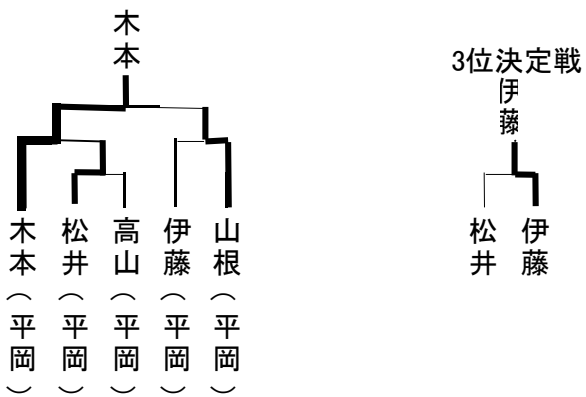 木本
3位決定戦
伊藤
木本(平岡)
松井(平岡)
高山(平岡)
伊藤(平岡)
山根(平岡)
松井
伊藤